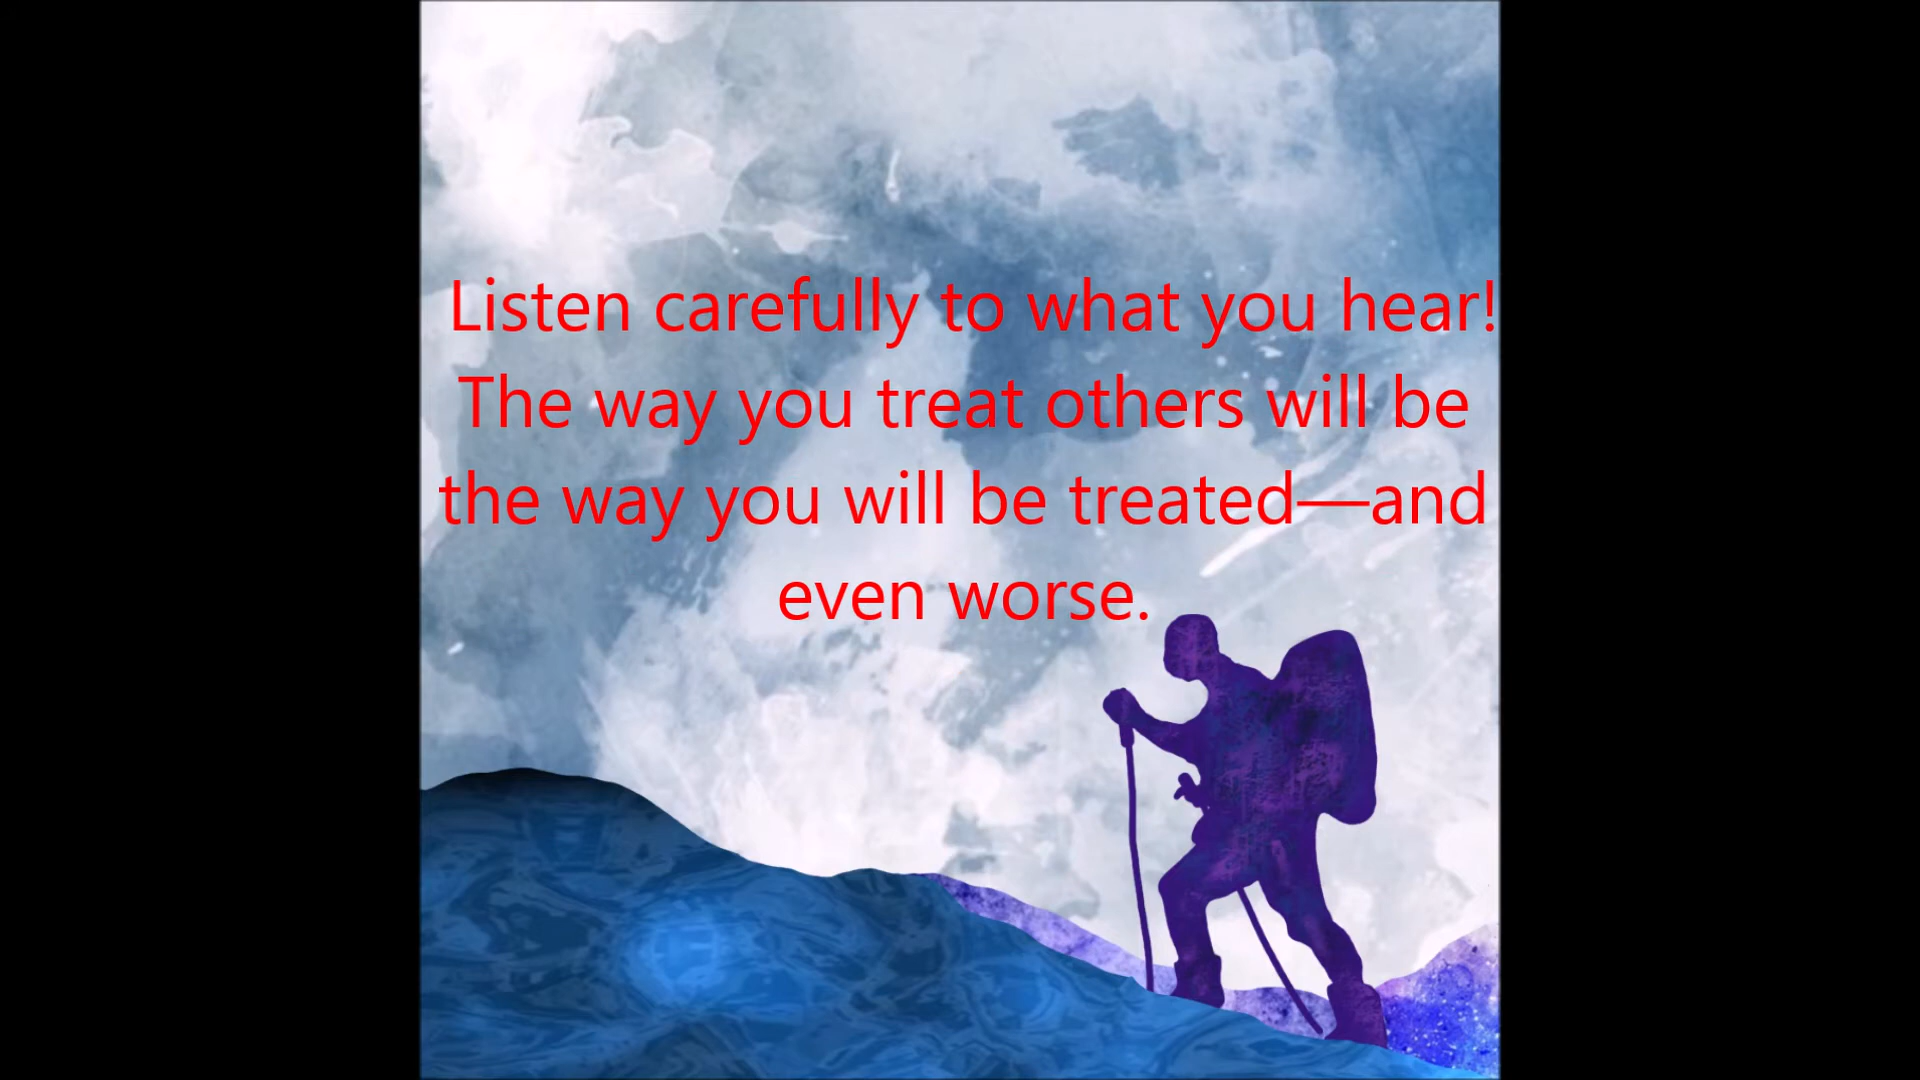 Listen carefully to what you hear!
The way you treat others will be
the way you will be treated—and
even worse.